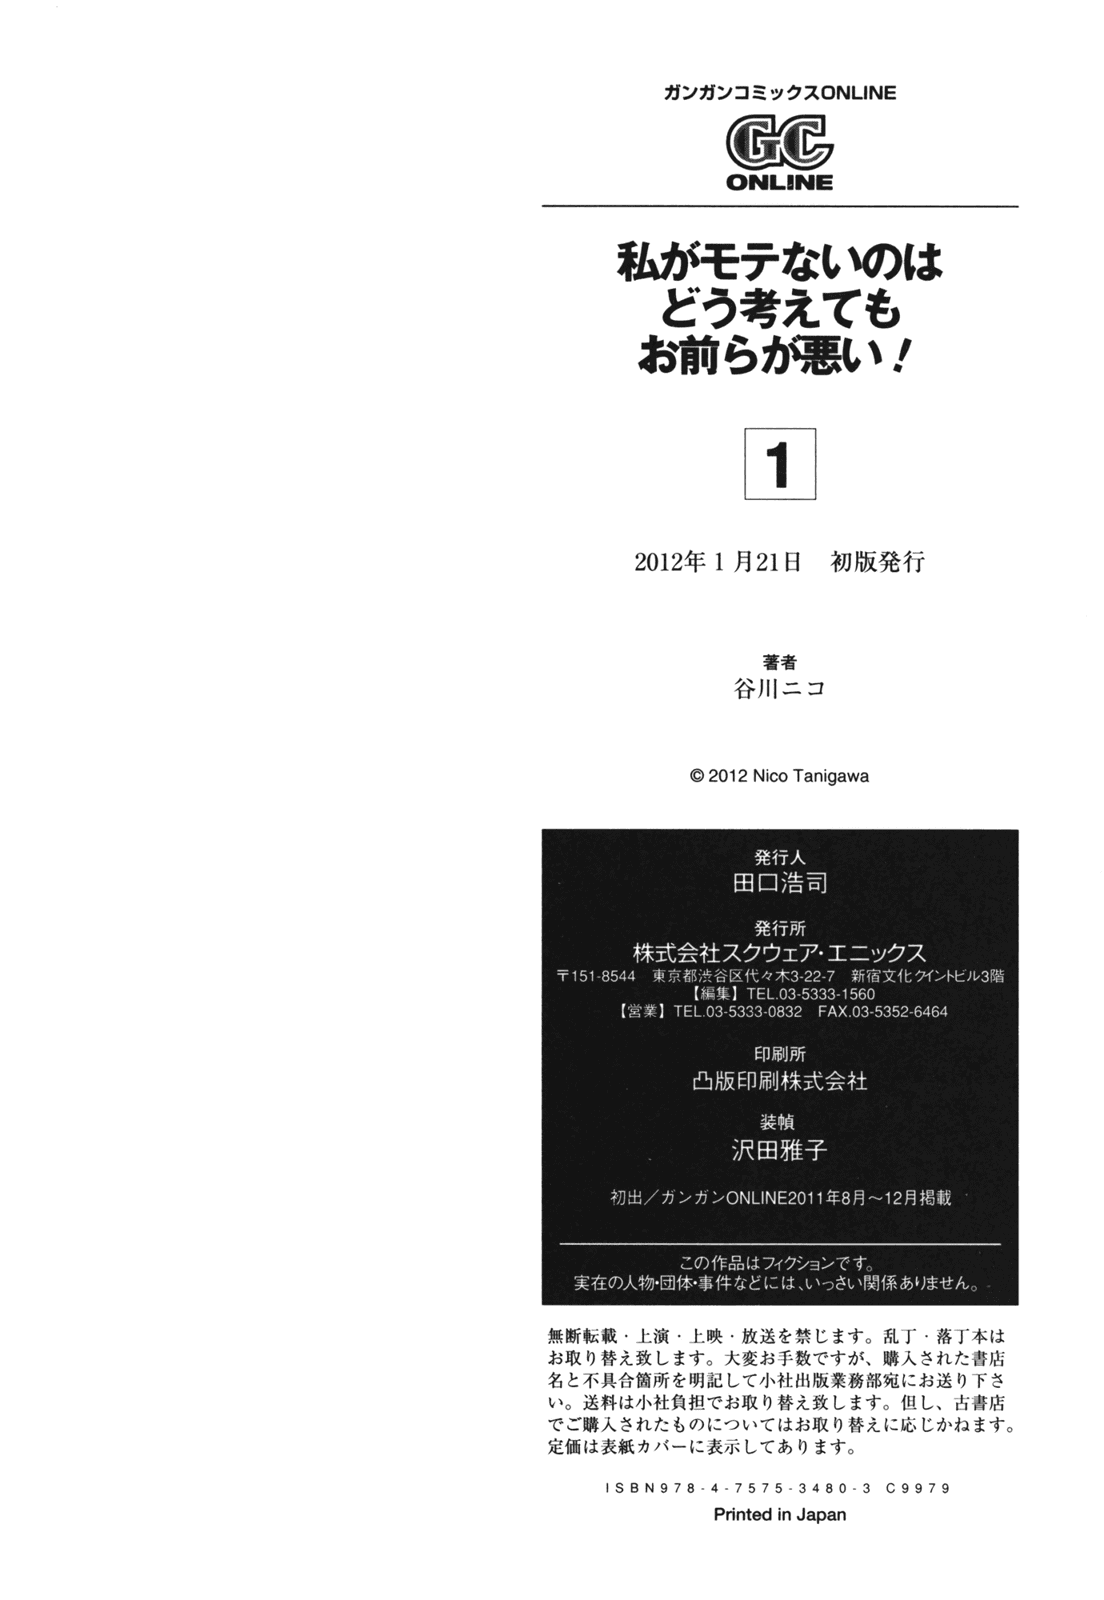 ガンガンコミックスONLINE
GC
ONLINE
私がモテないのは
どう考えても
お前らが悪い！
1
2012年1月21日　初版発行
著者
谷川ニコ
© 2012 Nico Tanigawa
発行人
田口浩司
発行所
株式会社スクウェア・エニックス
〒151-8544　東京都渋谷区代々木3-22-7　新宿文化クイントビル3階
【編集】TEL.03-5333-1560
【営業】TEL.03-5333-0832　FAX.03-5352-6464
印刷所
凸版印刷株式会社
装幀
沢田雅子
初出／ガンガンONLINE2011年8月～12月掲載
この作品はフィクションです。
実在の人物・団体・事件などには、いっさい関係ありません。
無断転載・上演・上映・放送を禁じます。乱丁・落丁本は
お取り替え致します。大変お手数ですが、購入された書店
名と不具合箇所を明記して小社出版業務部宛にお送り下さ
い。送料は小社負担でお取り替え致します。但し、古書店
でご購入されたものについてはお取り替えに応じかねます。
定価は表紙カバーに表示してあります。
ISBN978-4-7575-3480-3 C9979
Printed in Japan